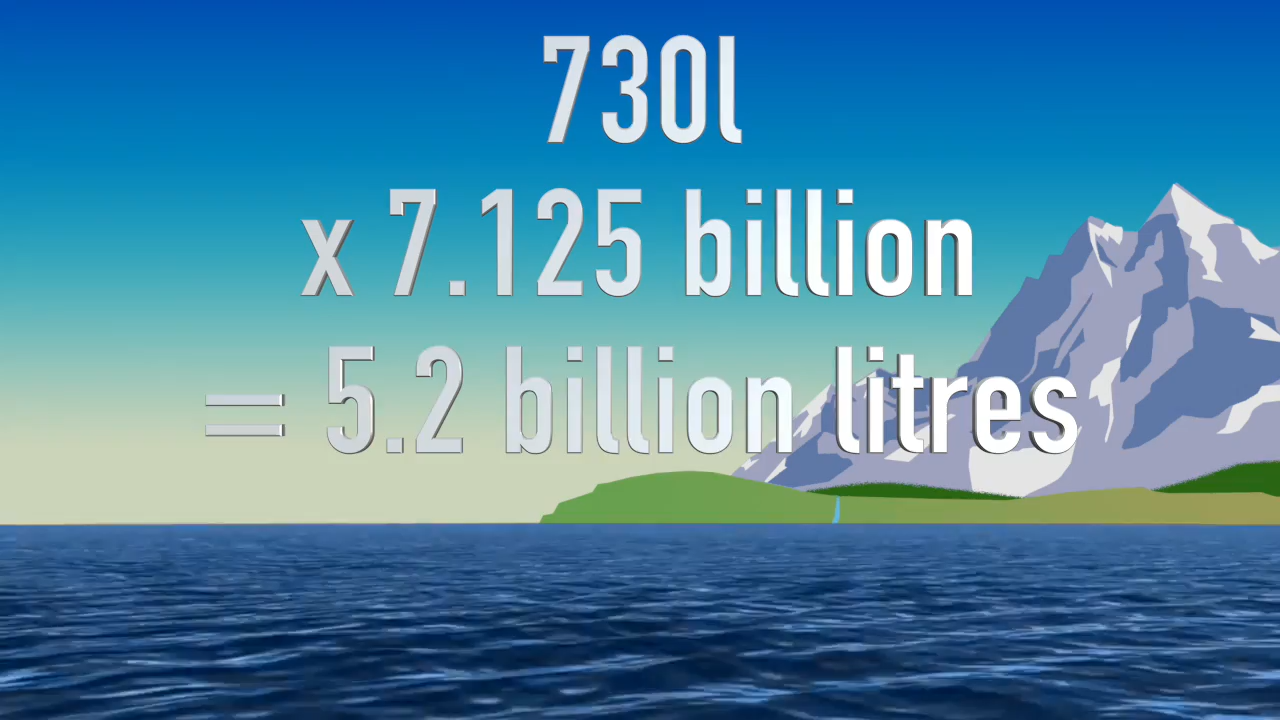 730l
x 7.125 billion
= 5.2 billion litres